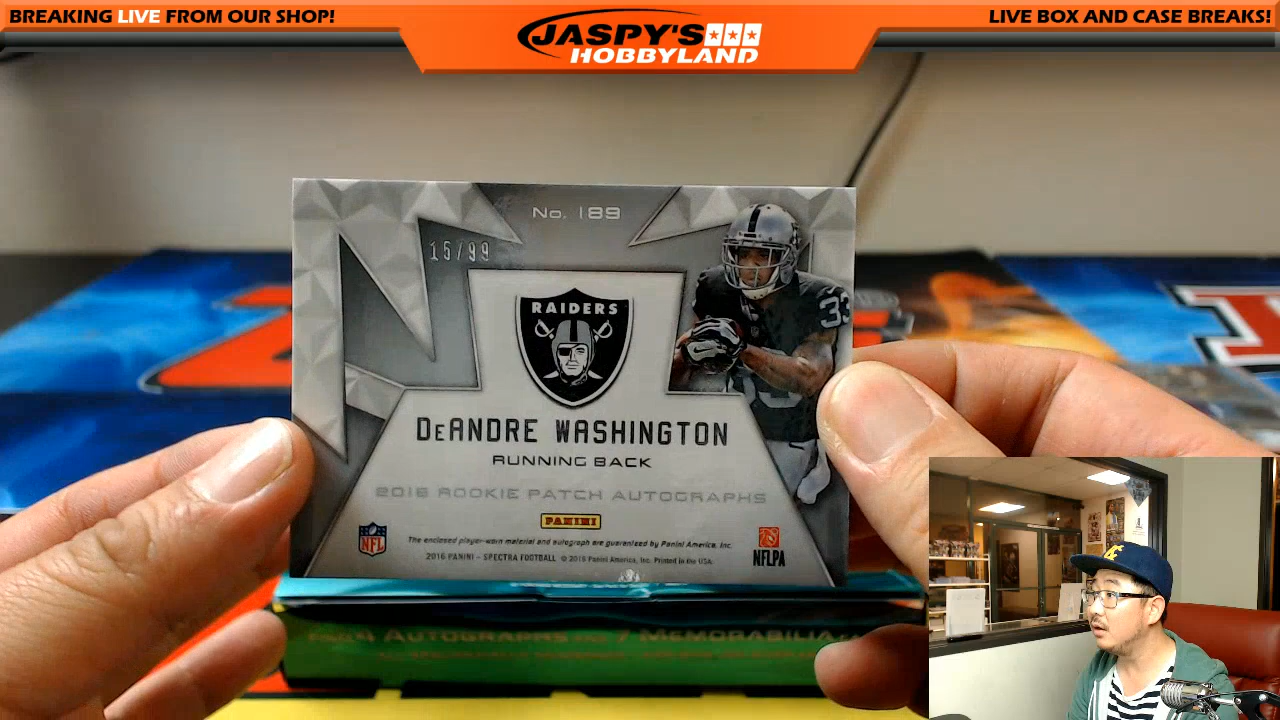 BREAKING LIVE FROM OUR SHOP!
JASPY'S
HOBBYLAND
LIVE BOX AND CASE BREAKS!
No. 189
15/99
RAIDERS
33
DeANDRE WASHINGTON
RUNNING BACK
2016 ROOKIE PATCH AUTOGRAPHS
PANINI
NFL
The enclosed player-worn material and autograph are guaranteed by Panini America, Inc.
2016 PANINI – SPECTRA FOOTBALL © 2016 Panini America, Inc. Printed in the USA.
NFLPA
4 AUTOGRAPHS AND 7 MEMORABILIA